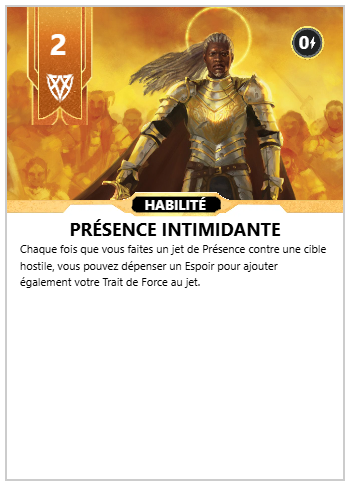 2
0
HABILITÉ
PRÉSENCE INTIMIDANTE
Chaque fois que vous faites un jet de Présence contre une cible
hostile, vous pouvez dépenser un Espoir pour ajouter
également votre Trait de Force au jet.